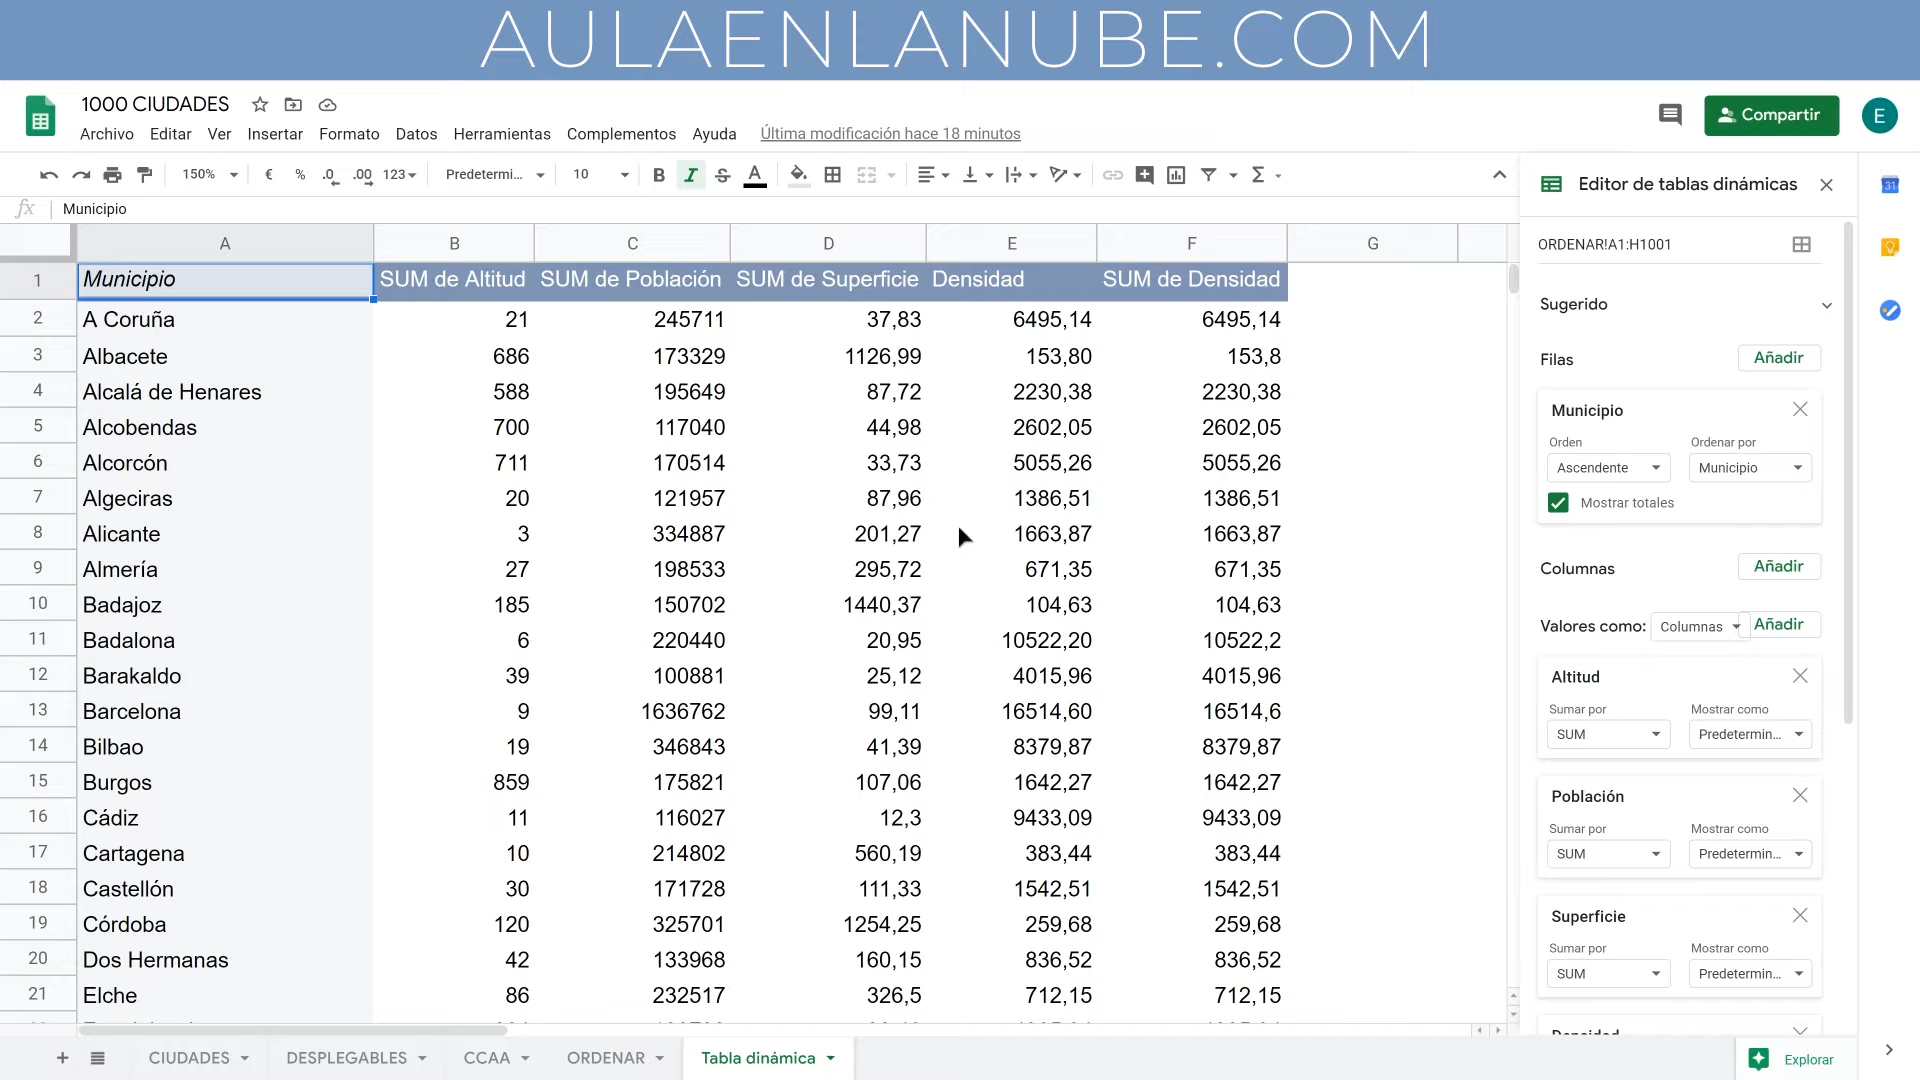 AULAENLANUBE.COM
1000 CIUDADES
Archivo Editar Ver Insertar Formato Datos Herramientas Complementos Ayuda Última modificación hace 18 minutos
Compartir
E
150% € % .0 .00 123 Predetermi... 10 B I S A Σ
fx Municipio
A B C D E F G
1 Municipio SUM de Altitud SUM de Población SUM de Superficie Densidad SUM de Densidad
2 A Coruña 21 245711 37,83 6495,14 6495,14
3 Albacete 686 173329 1126,99 153,80 153,8
4 Alcalá de Henares 588 195649 87,72 2230,38 2230,38
5 Alcobendas 700 117040 44,98 2602,05 2602,05
6 Alcorcón 711 170514 33,73 5055,26 5055,26
7 Algeciras 20 121957 87,96 1386,51 1386,51
8 Alicante 3 334887 201,27 1663,87 1663,87
9 Almería 27 198533 295,72 671,35 671,35
10 Badajoz 185 150702 1440,37 104,63 104,63
11 Badalona 6 220440 20,95 10522,20 10522,2
12 Barakaldo 39 100881 25,12 4015,96 4015,96
13 Barcelona 9 1636762 99,11 16514,60 16514,6
14 Bilbao 19 346843 41,39 8379,87 8379,87
15 Burgos 859 175821 107,06 1642,27 1642,27
16 Cádiz 11 116027 12,3 9433,09 9433,09
17 Cartagena 10 214802 560,19 383,44 383,44
18 Castellón 30 171728 111,33 1542,51 1542,51
19 Córdoba 120 325701 1254,25 259,68 259,68
20 Dos Hermanas 42 133968 160,15 836,52 836,52
21 Elche 86 232517 326,5 712,15 712,15
Editor de tablas dinámicas
ORDENAR!A1:H1001
Sugerido
Filas Añadir
Municipio
Orden Ordenar por
Ascendente Municipio
Mostrar totales
Columnas Añadir
Valores como: Columnas Añadir
Altitud
Sumar por Mostrar como
SUM Predetermin...
Población
Sumar por Mostrar como
SUM Predetermin...
Superficie
Sumar por Mostrar como
SUM Predetermin...
Densidad
31
CIUDADES DESPLEGABLES CCAA ORDENAR Tabla dinámica
Explorar